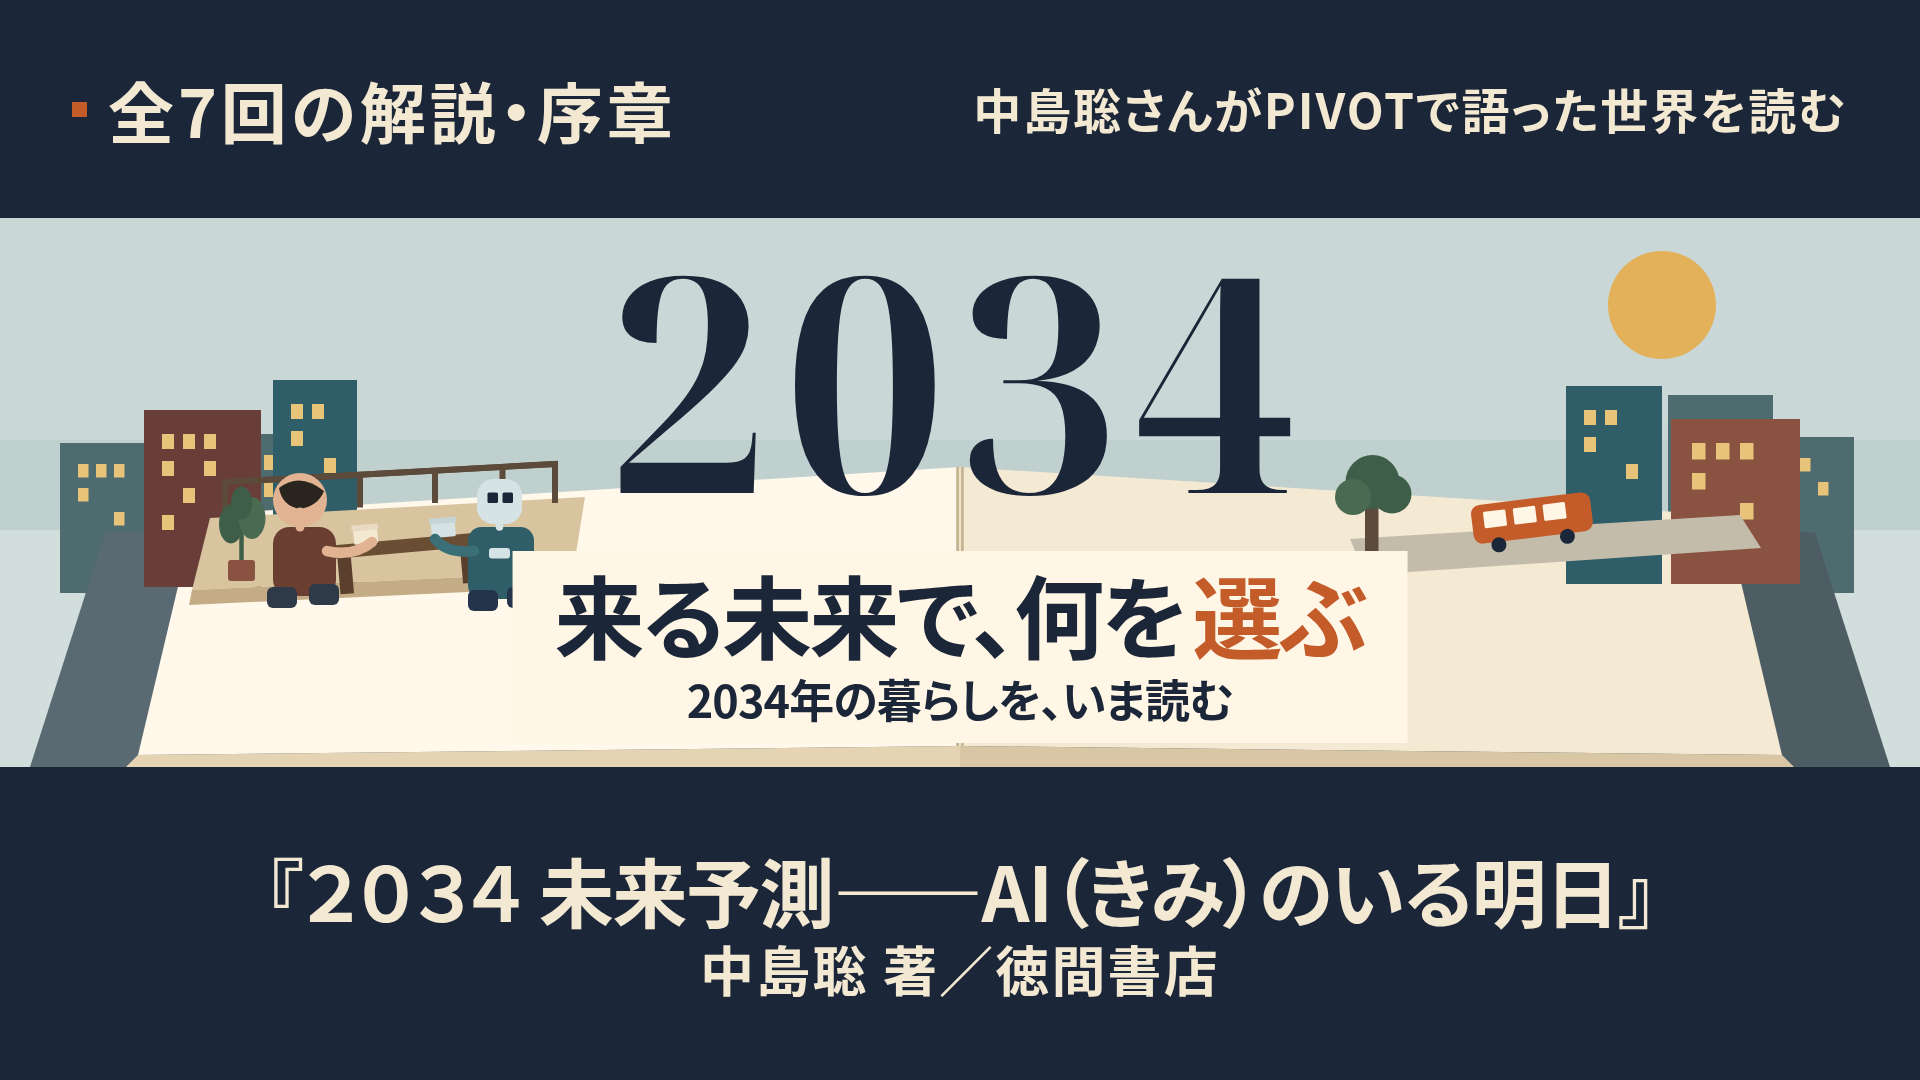 全7回の解説・序章
中島聡さんがPIVOTで語った世界を読む
2034
来る未来で、何を選ぶ
2034年の暮らしを、いま読む
『２０３４ 未来予測――AI（きみ）のいる明日』
中島聡 著／徳間書店